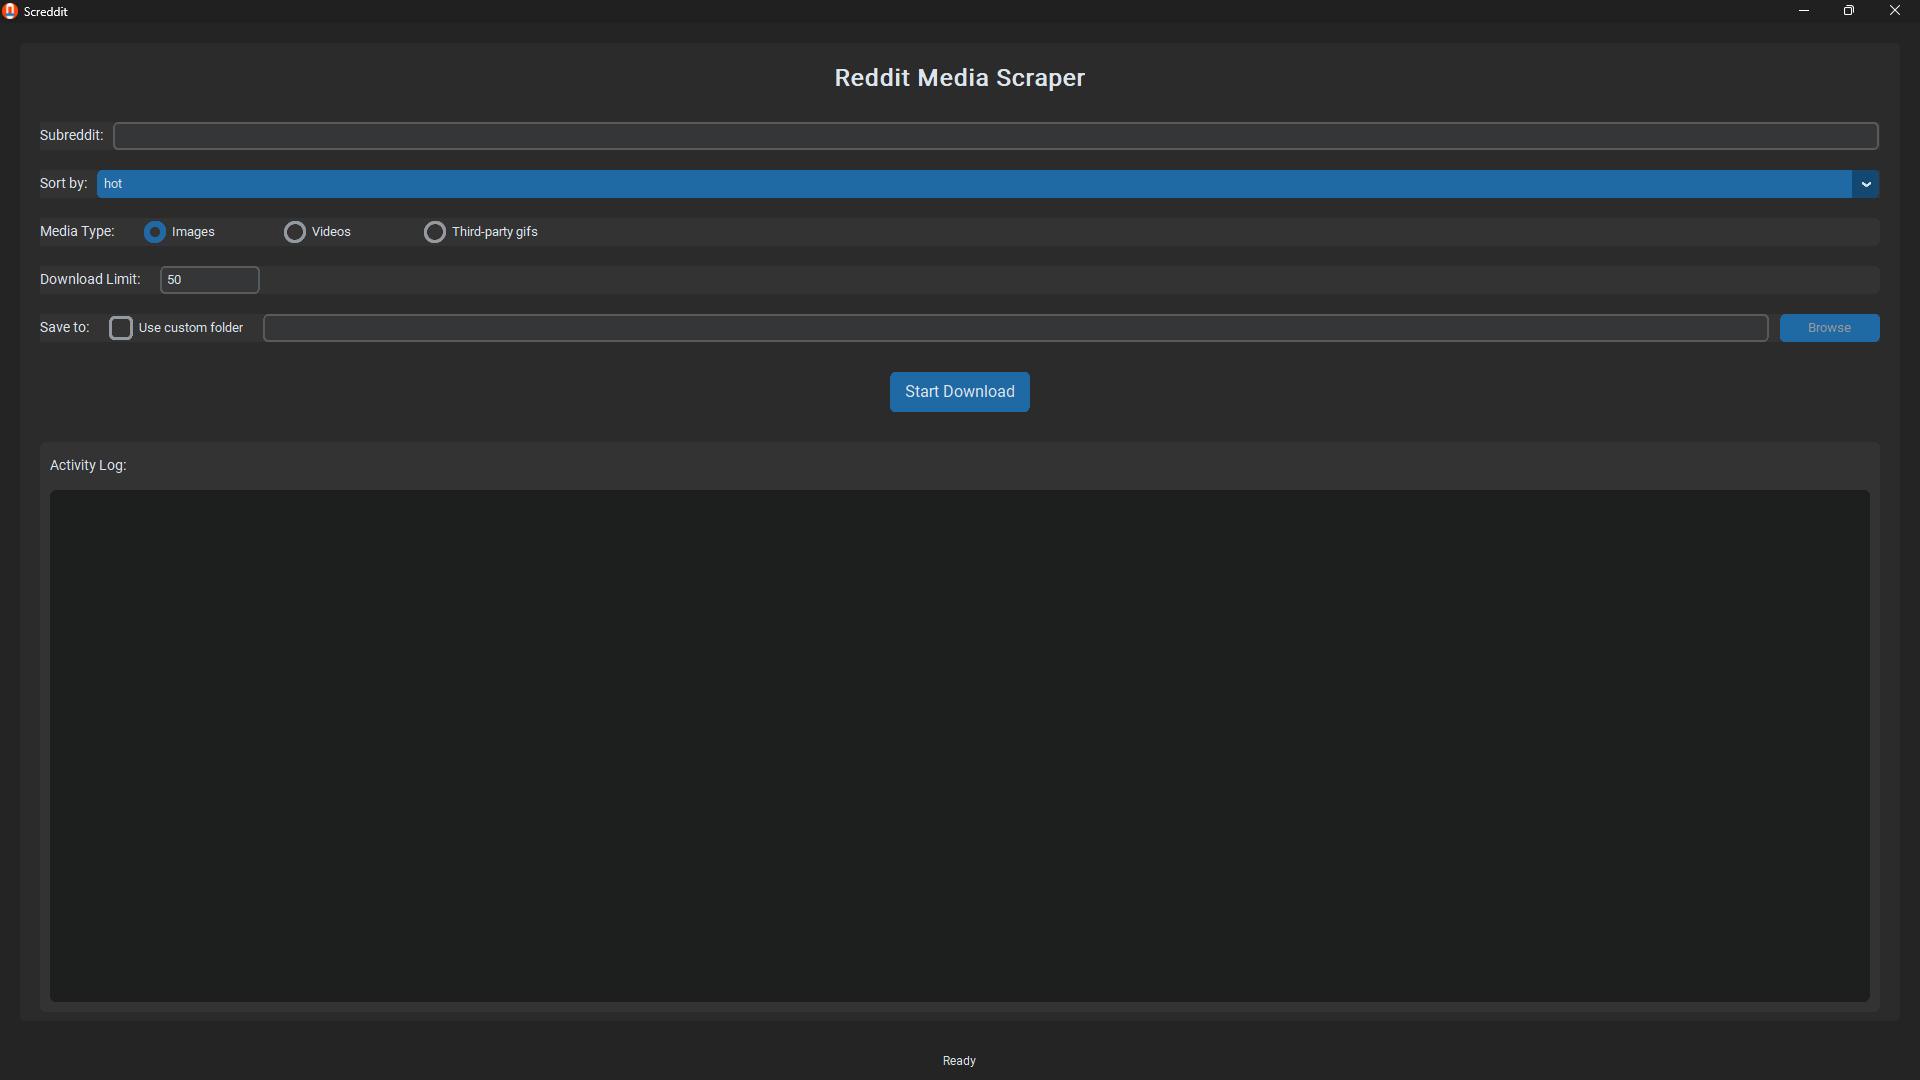 Screddit
Reddit Media Scraper
Subreddit:
Sort by: hot
Media Type: Images Videos Third-party gifs
Download Limit: 50
Save to: Use custom folder Browse
Start Download
Activity Log:
Ready